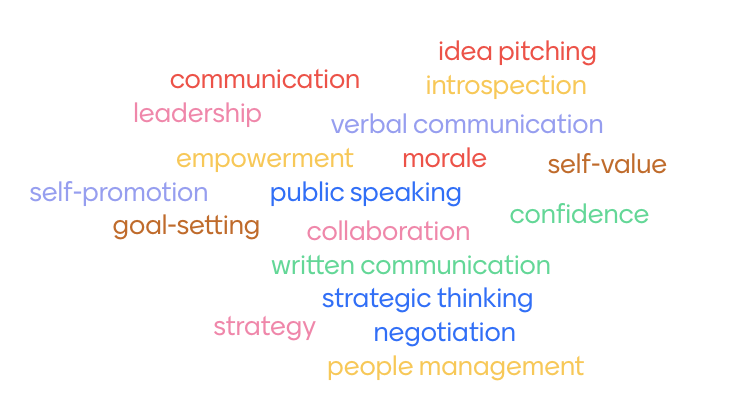 idea pitching
communication
introspection
leadership
verbal communication
empowerment
morale
self-value
self-promotion
public speaking
confidence
goal-setting
collaboration
written communication
strategic thinking
strategy
negotiation
people management